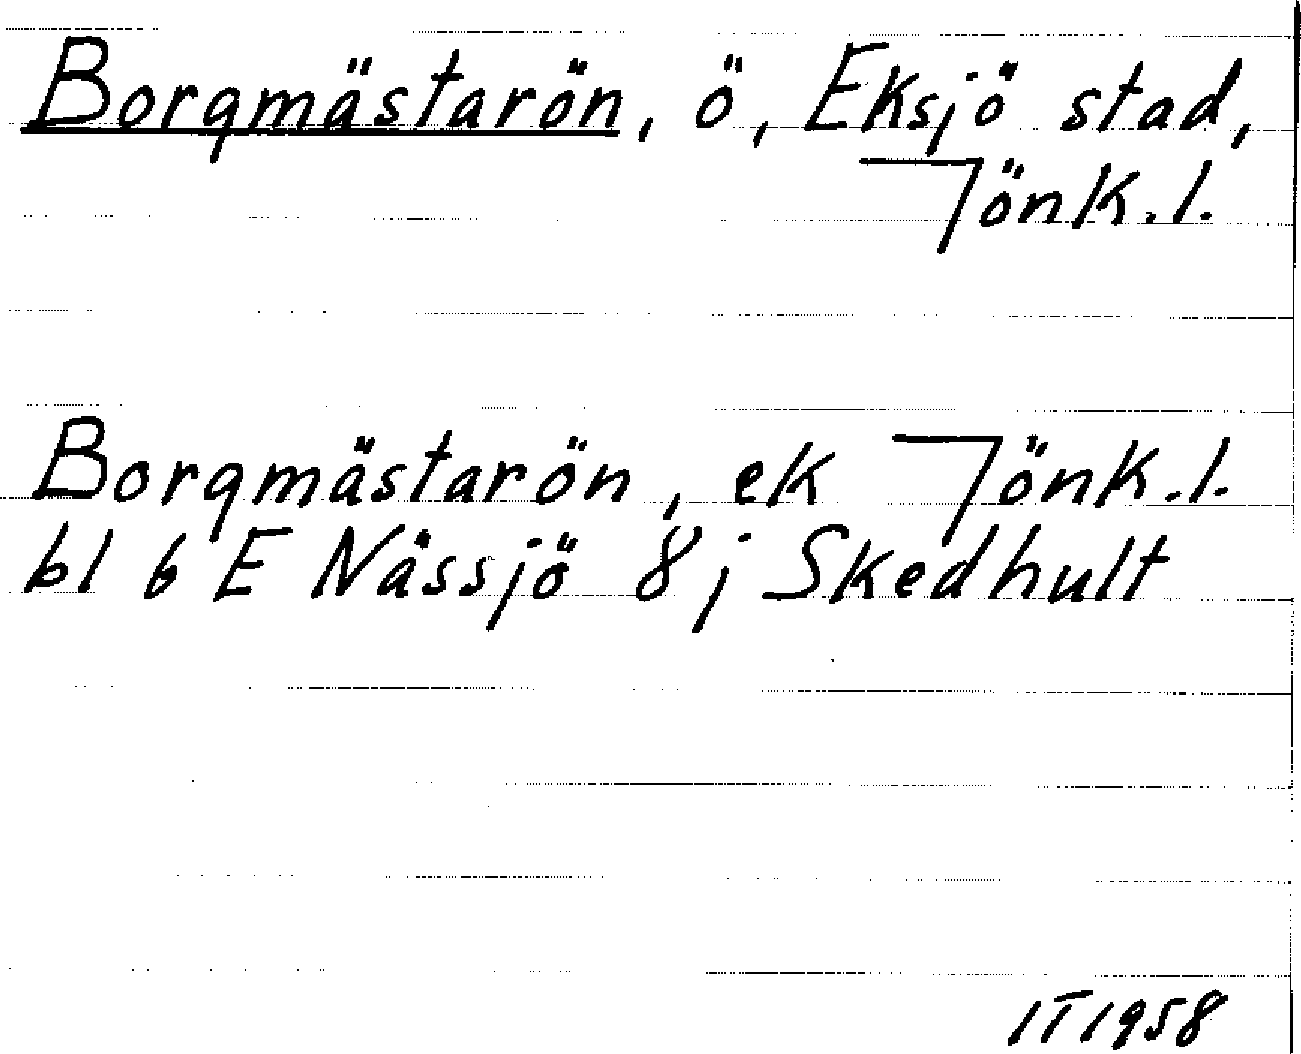 Borgmästarön, ö, Eksjö stad,
Jönk.l.
Borgmästarön, ek Jönk.l.
bl 6 E Nässjö 8j Skedhult
IT 1958